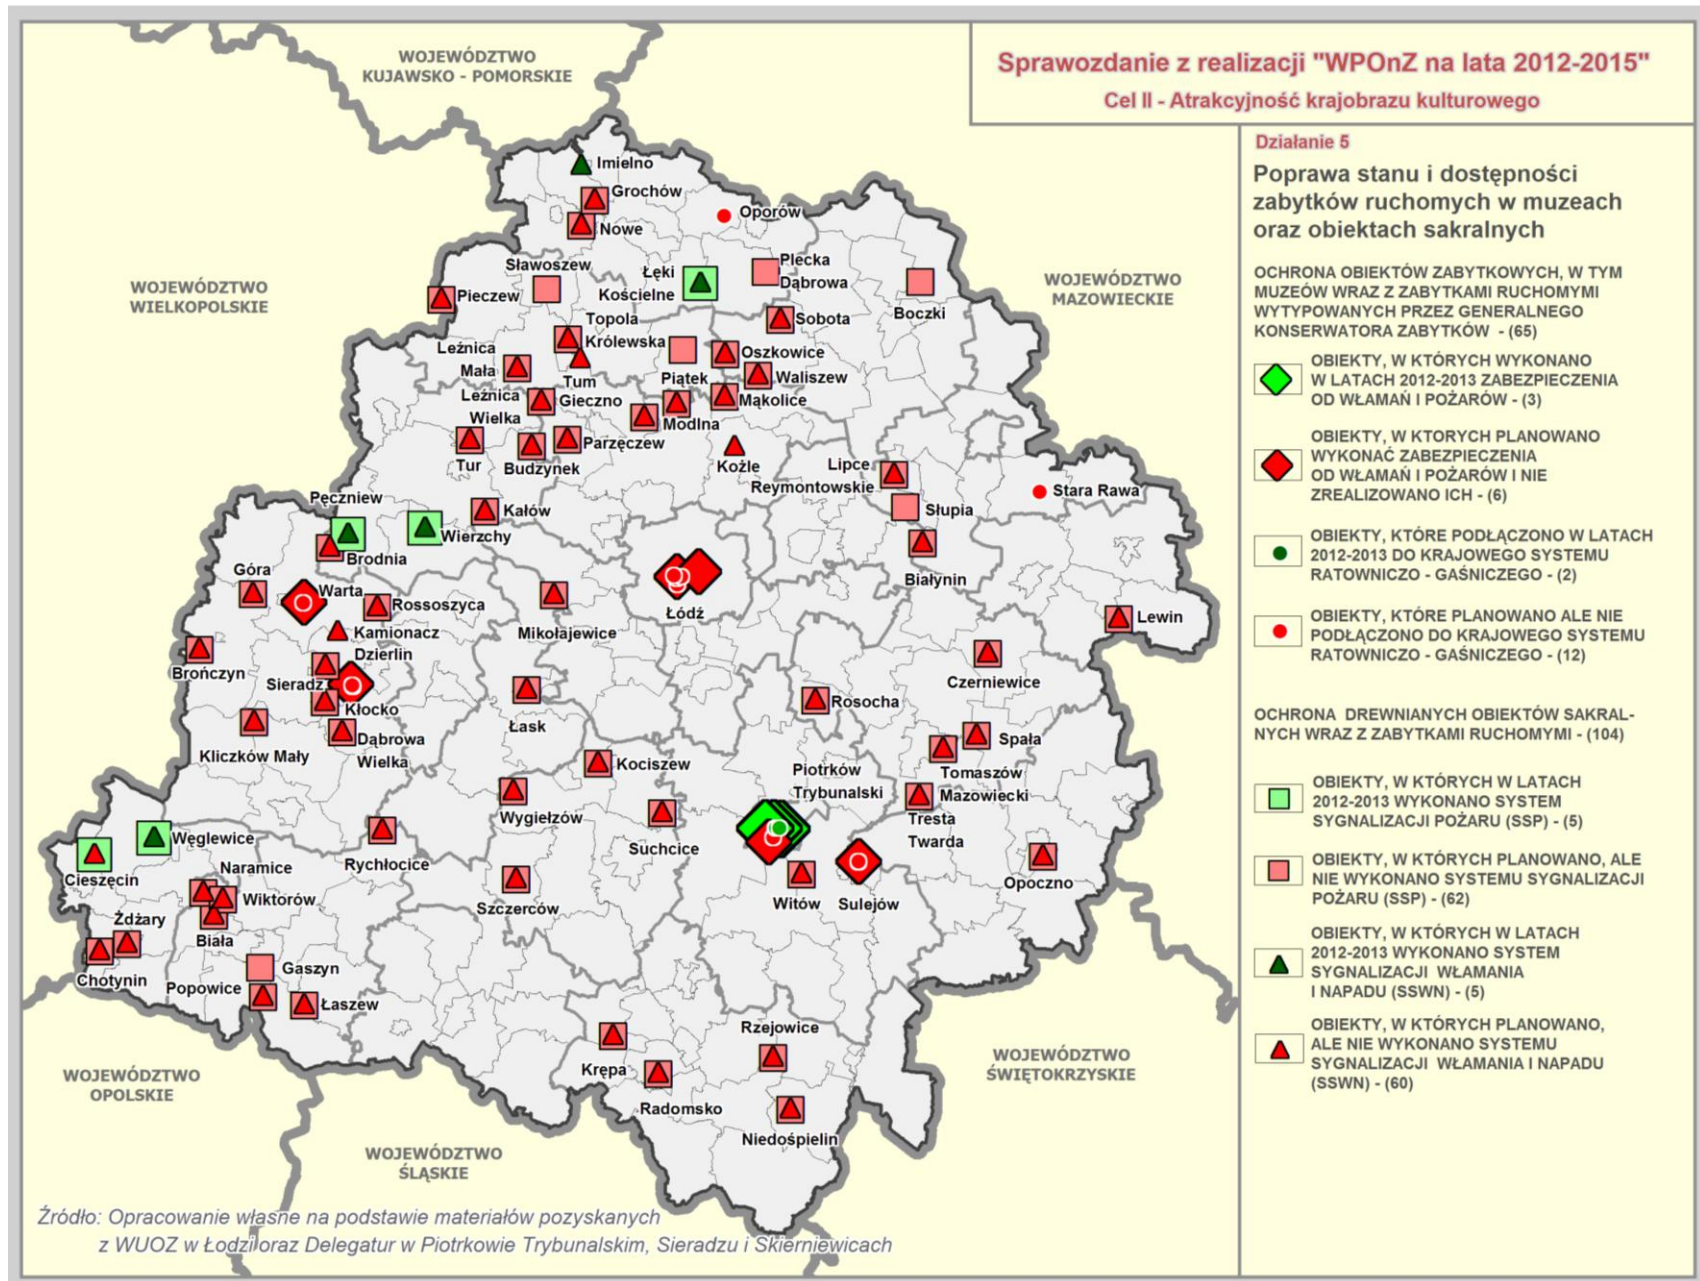 Sprawozdanie z realizacji "WPOnZ na lata 2012-2015"
Cel II - Atrakcyjność krajobrazu kulturowego
WOJEWÓDZTWO
KUJAWSKO - POMORSKIE
WOJEWÓDZTWO
WIELKOPOLSKIE
WOJEWÓDZTWO
MAZOWIECKIE
Imielno
Grochów
Oporów
Nowe
Sławoszew
Łęki
Kościelne
Plecka
Dąbrowa
Pieczew
Boczki
Sobota
Topola
Królewska
Leźnica
Mała
Oszkowice
Tum
Piątek
Waliszew
Leźnica
Wielka
Gieczno
Mąkolice
Modlna
Parzęczew
Tur
Budzynek
Koźle
Lipce
Reymontowskie
Stara Rawa
Pęczniew
Kałów
Słupia
Wierzchy
Brodnia
Białynin
Góra
Warta
Rossoszyca
Łódź
Lewin
Kamionacz
Mikołajewice
Dzierlin
Brończyn
Sieradz
Czerniewice
Kłocko
Rosocha
Łask
Dąbrowa
Wielka
Kliczków Mały
Spała
Kociszew
Piotrków
Trybunalski
Tomaszów
Mazowiecki
Wygiełzów
Tresta
Twarda
Węglewice
Suchcice
Rychłocice
Naramice
Cieszęcin
Opoczno
Wiktorów
Szczerców
Witów
Sulejów
Żdżary
Biała
Chotynin
Gaszyn
Popowice
Łaszew
Rzejowice
Krępa
Radomsko
Niedośpielin
WOJEWÓDZTWO
OPOLSKIE
WOJEWÓDZTWO
ŚLĄSKIE
WOJEWÓDZTWO
ŚWIĘTOKRZYSKIE
Źródło: Opracowanie własne na podstawie materiałów pozyskanych
z WUOZ w Łodzi oraz Delegatur w Piotrkowie Trybunalskim, Sieradzu i Skierniewicach
Działanie 5
Poprawa stanu i dostępności
zabytków ruchomych w muzeach
oraz obiektach sakralnych
OCHRONA OBIEKTÓW ZABYTKOWYCH, W TYM
MUZEÓW WRAZ Z ZABYTKAMI RUCHOMYMI
WYTYPOWANYCH PRZEZ GENERALNEGO
KONSERWATORA ZABYTKÓW - (65)
OBIEKTY, W KTÓRYCH WYKONANO
W LATACH 2012-2013 ZABEZPIECZENIA
OD WŁAMAŃ I POŻARÓW - (3)
OBIEKTY, W KTORYCH PLANOWANO
WYKONAĆ ZABEZPIECZENIA
OD WŁAMAŃ I POŻARÓW I NIE
ZREALIZOWANO ICH - (6)
OBIEKTY, KTÓRE PODŁĄCZONO W LATACH
2012-2013 DO KRAJOWEGO SYSTEMU
RATOWNICZO - GAŚNICZEGO - (2)
OBIEKTY, KTÓRE PLANOWANO ALE NIE
PODŁĄCZONO DO KRAJOWEGO SYSTEMU
RATOWNICZO - GAŚNICZEGO - (12)
OCHRONA DREWNIANYCH OBIEKTÓW SAKRAL-
NYCH WRAZ Z ZABYTKAMI RUCHOMYMI - (104)
OBIEKTY, W KTÓRYCH W LATACH
2012-2013 WYKONANO SYSTEM
SYGNALIZACJI POŻARU (SSP) - (5)
OBIEKTY, W KTÓRYCH PLANOWANO, ALE
NIE WYKONANO SYSTEMU SYGNALIZACJI
POŻARU (SSP) - (62)
OBIEKTY, W KTÓRYCH W LATACH
2012-2013 WYKONANO SYSTEM
SYGNALIZACJI WŁAMANIA
I NAPADU (SSWN) - (5)
OBIEKTY, W KTÓRYCH PLANOWANO,
ALE NIE WYKONANO SYSTEMU
SYGNALIZACJI WŁAMANIA I NAPADU
(SSWN) - (60)